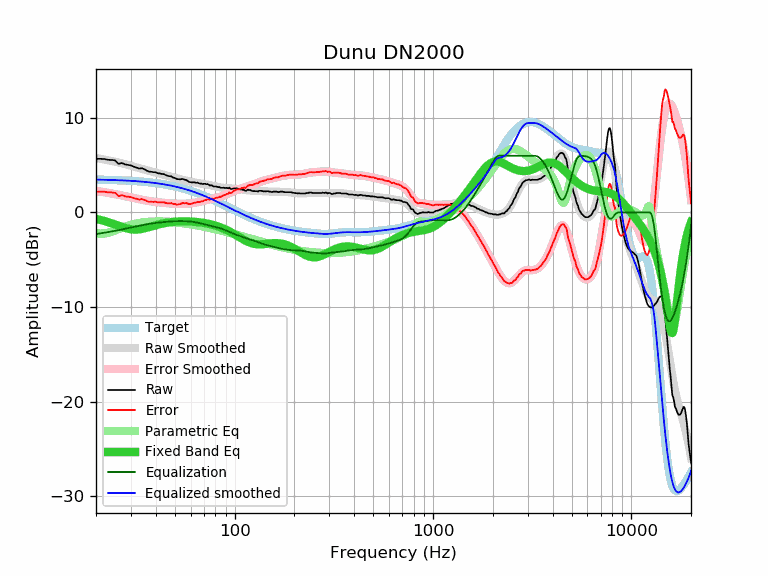 Dunu DN2000
Amplitude (dBr)
10
0
−10
−20
−30
Target
Raw Smoothed
Error Smoothed
Raw
Error
Parametric Eq
Fixed Band Eq
Equalization
Equalized smoothed
100
1000
10000
Frequency (Hz)